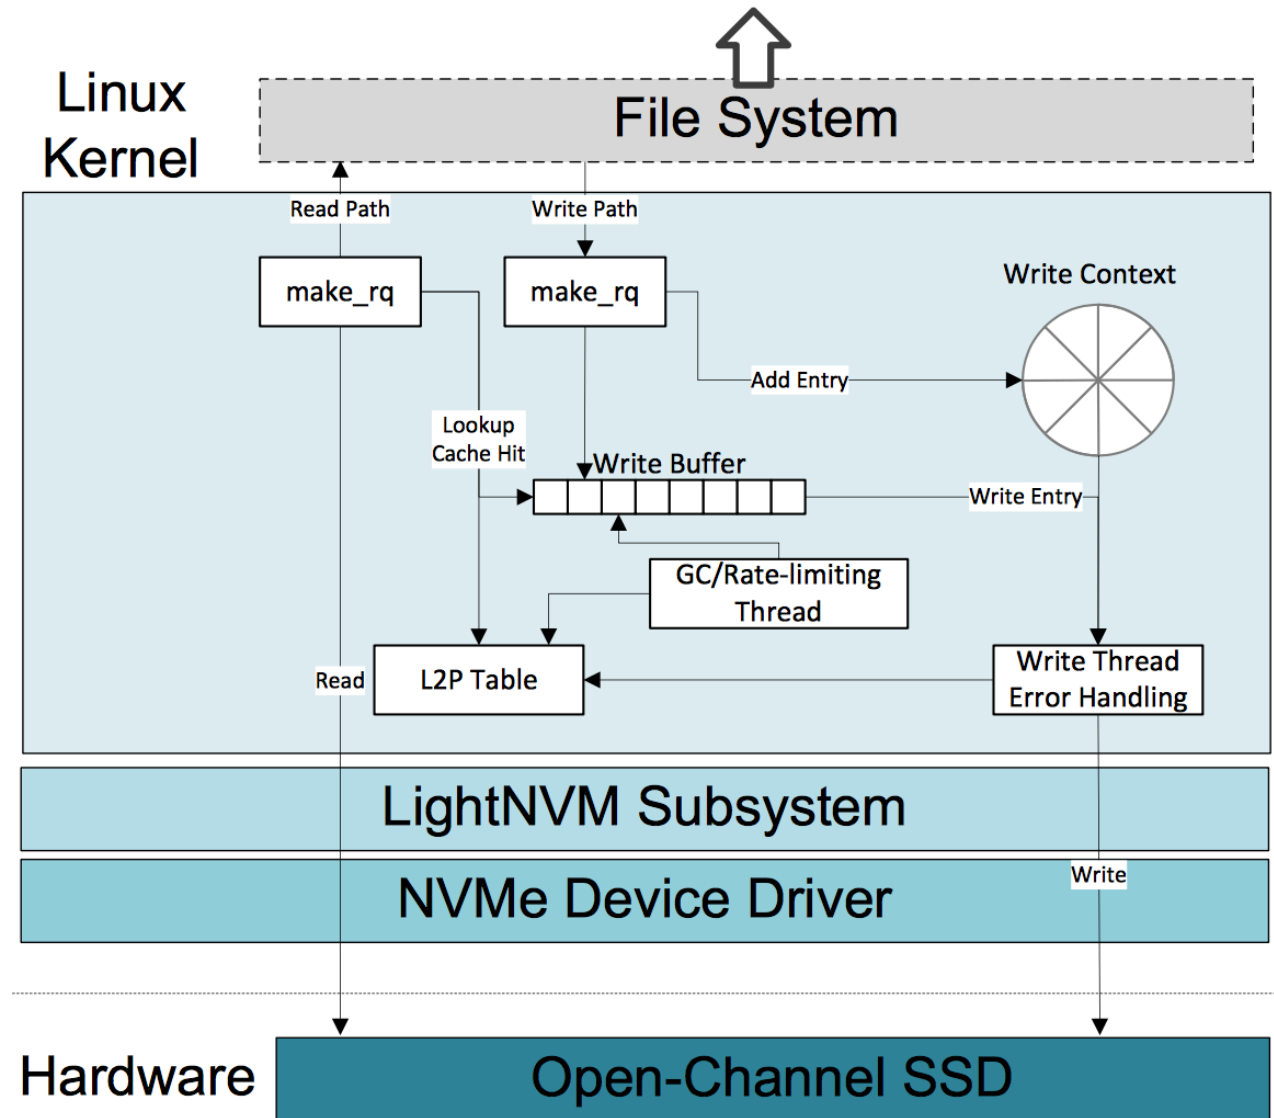 Linux
Kernel
File System
Read Path
Write Path
make_rq
make_rq
Write Context
Add Entry
Lookup
Cache Hit
Write Buffer
Write Entry
GC/Rate-limiting
Thread
Read
L2P Table
Write Thread
Error Handling
LightNVM Subsystem
Write
NVMe Device Driver
Hardware
Open-Channel SSD